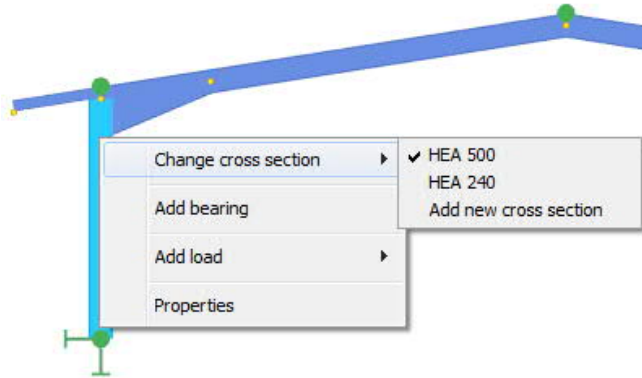 Change cross section
Add bearing
Add load
Properties
HEA 500
HEA 240
Add new cross section